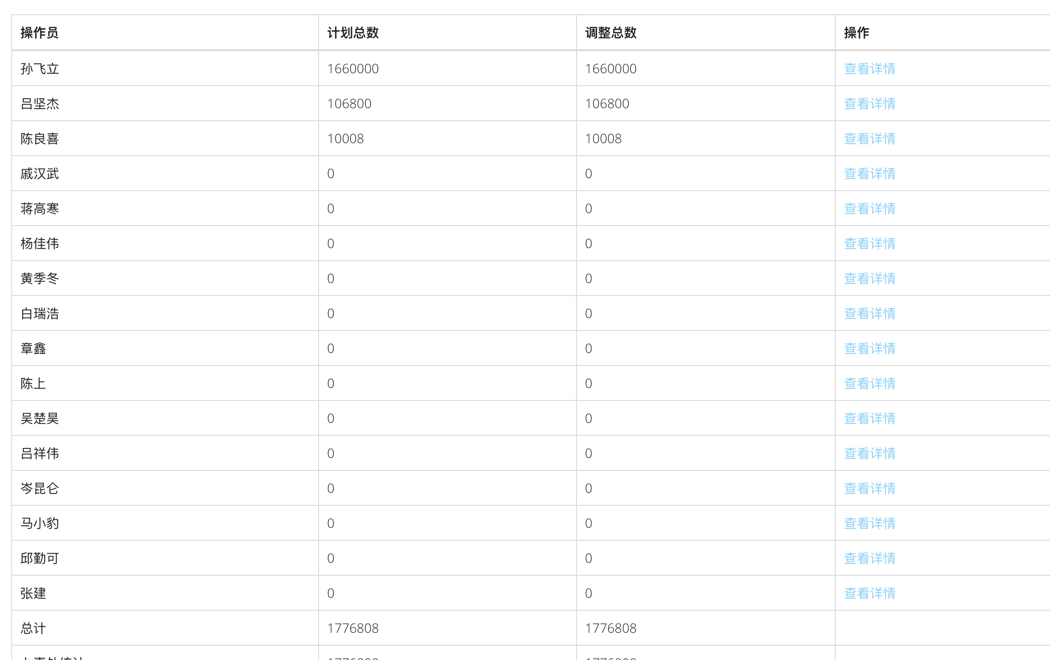 操作员 计划总数 调整总数 操作
孙飞立 1660000 1660000 查看详情
吕坚杰 106800 106800 查看详情
陈良喜 10008 10008 查看详情
戚汉武 0 0 查看详情
蒋高寒 0 0 查看详情
杨佳伟 0 0 查看详情
黄季冬 0 0 查看详情
白瑞浩 0 0 查看详情
章鑫 0 0 查看详情
陈上 0 0 查看详情
吴楚昊 0 0 查看详情
吕祥伟 0 0 查看详情
岑昆仑 0 0 查看详情
马小豹 0 0 查看详情
邱勤可 0 0 查看详情
张建 0 0 查看详情
总计 1776808 1776808